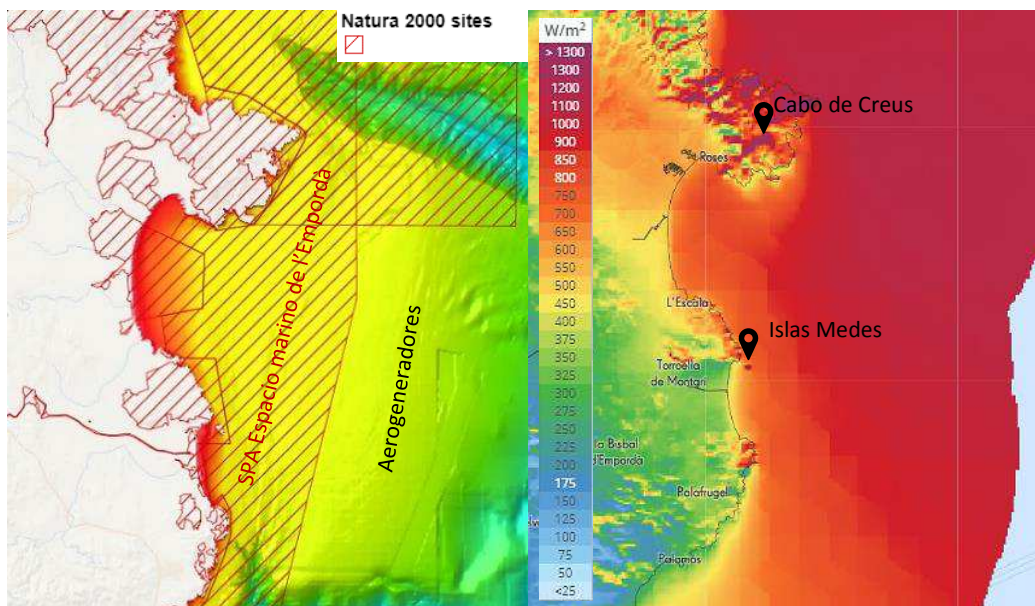 Natura 2000 sites
SPA Espacio marino de l'Empordà
Aerogeneradores
W/m²
> 1300
1300
1200
1100
1000
900
850
800
750
700
650
600
550
500
450
400
375
350
325
300
275
250
225
200
175
150
125
100
75
50
<25
Cabo de Creus
Roses
L'Escala
Islas Medes
Torroella
de Montgrí
la Bisbal
d'Empordà
Palafrugel
Palamós